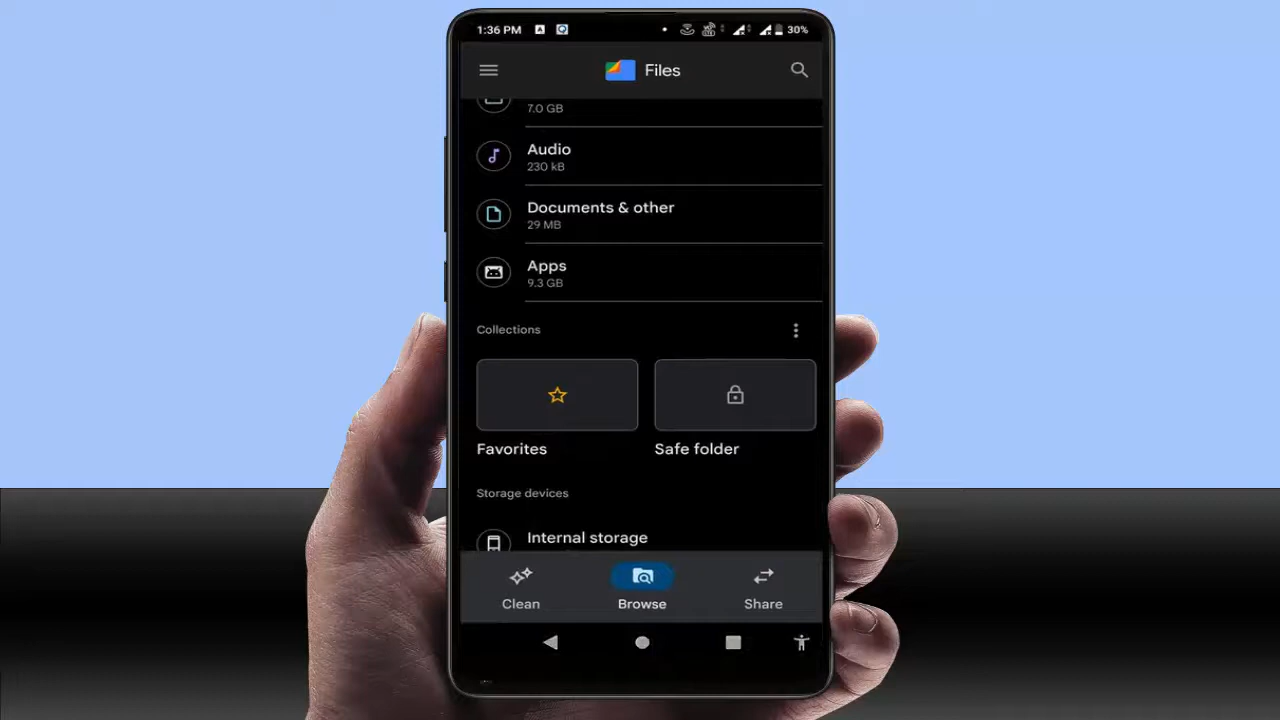 1:36 PM
30%
Files
7.0 GB
Audio
230 kB
Documents & other
29 MB
Apps
9.3 GB
Collections
Favorites
Safe folder
Storage devices
Internal storage
Clean
Browse
Share